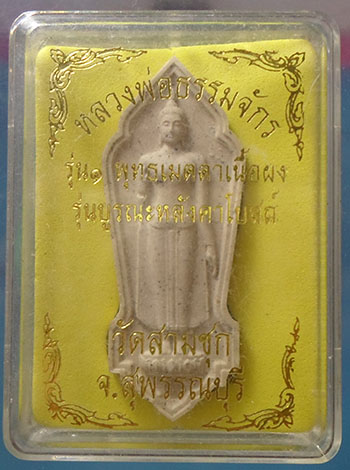 หลวงพ่อธรรมจักร
รุ่น๑ พุทธเมตตาเนื้อผง
รุ่นบูรณะหลังคาโบสถ์
วัดสามชุก
จ.สุพรรณบุรี